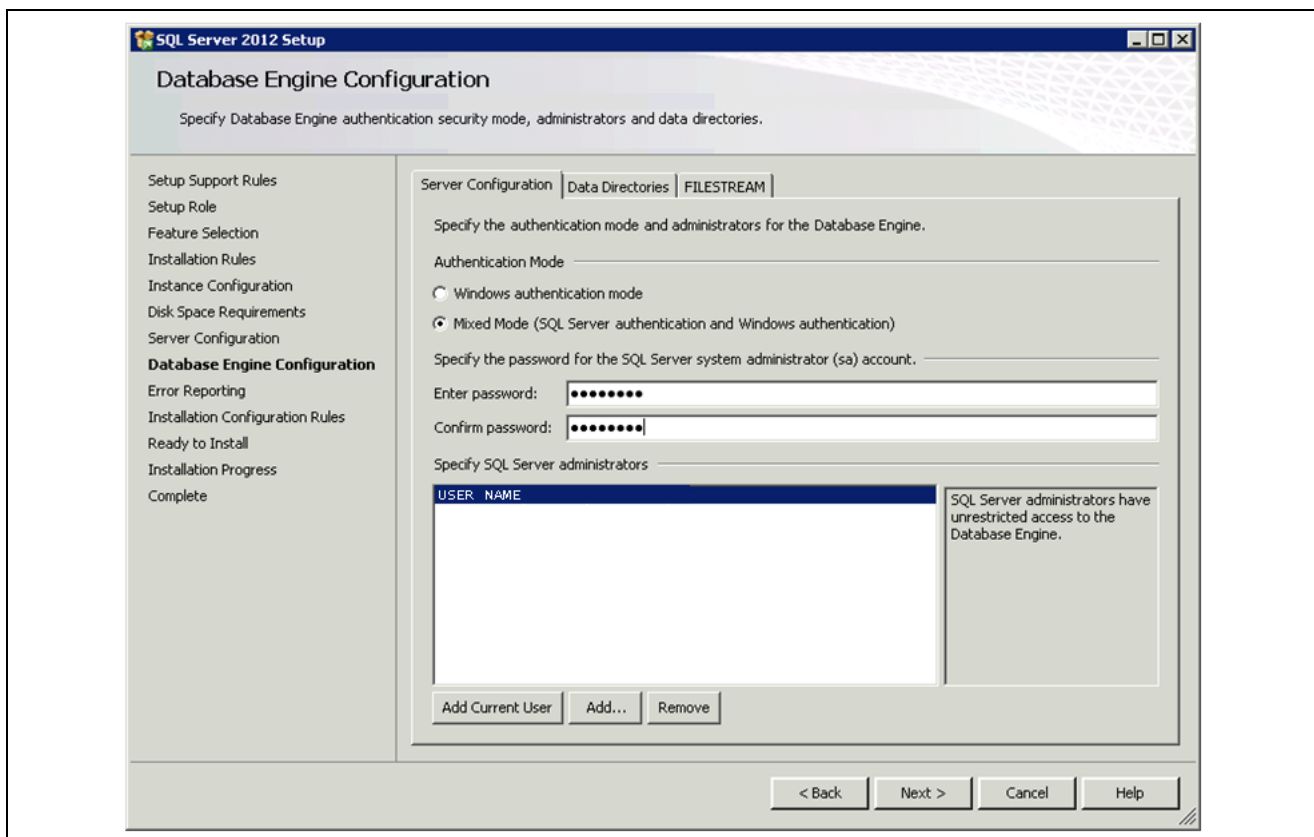 SQL Server 2012 Setup
Database Engine Configuration
Specify Database Engine authentication security mode, administrators and data directories.
Setup Support Rules
Setup Role
Feature Selection
Installation Rules
Instance Configuration
Disk Space Requirements
Server Configuration
Database Engine Configuration
Error Reporting
Installation Configuration Rules
Ready to Install
Installation Progress
Complete
Server Configuration Data Directories FILESTREAM
Specify the authentication mode and administrators for the Database Engine.
Authentication Mode
Windows authentication mode
Mixed Mode (SQL Server authentication and Windows authentication)
Specify the password for the SQL Server system administrator (sa) account.
Enter password: ●●●●●●●●
Confirm password: ●●●●●●●●
Specify SQL Server administrators
USER NAME
SQL Server administrators have
unrestricted access to the
Database Engine.
Add Current User Add... Remove
< Back Next > Cancel Help